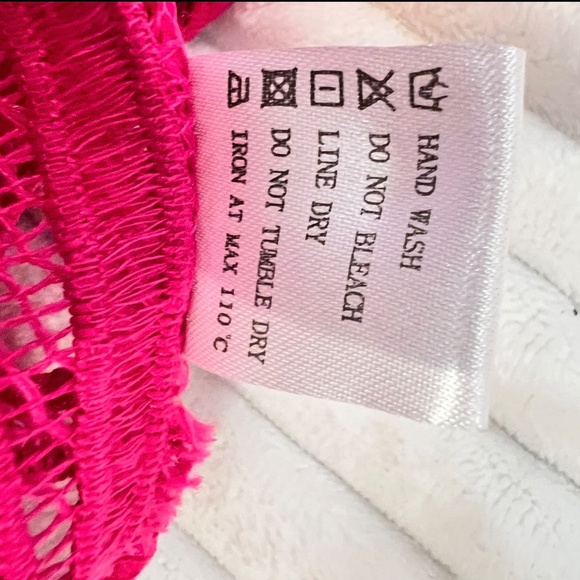 HAND WASH
DO NOT BLEACH
LINE DRY
DO NOT TUMBLE DRY
IRON AT MAX 110°C